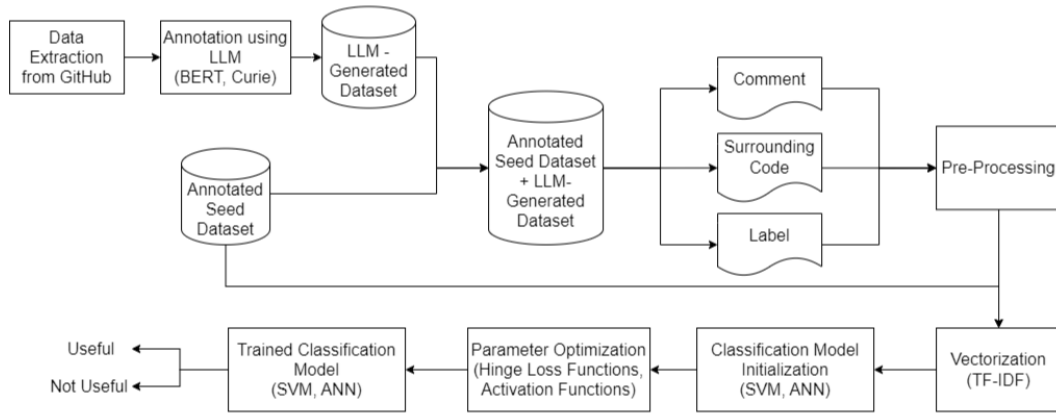 Data
Extraction
from GitHub
Annotation using
LLM
(BERT, Curie)
LLM -
Generated
Dataset
Annotated
Seed
Dataset
Annotated
Seed Dataset
+ LLM-
Generated
Dataset
Comment
Surrounding
Code
Label
Pre-Processing
Vectorization
(TF-IDF)
Classification Model
Initialization
(SVM, ANN)
Parameter Optimization
(Hinge Loss Functions,
Activation Functions)
Trained Classification
Model
(SVM, ANN)
Useful
Not Useful